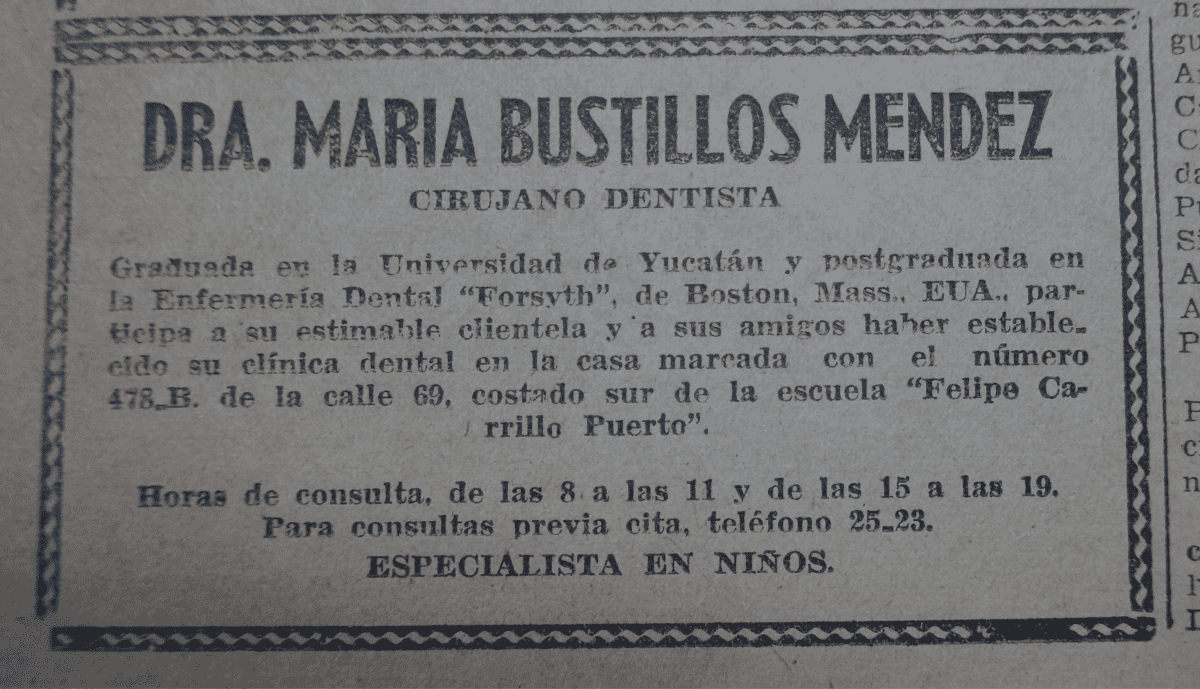 DRA. MARIA BUSTILLOS MENDEZ
CIRUJANO DENTISTA
Graduada en la Universidad de Yucatán y postgraduada en
la Enfermería Dental “Forsyth”, de Boston, Mass., EUA., par-
ticipa a su estimable clientela y a sus amigos haber estable-
cido su clínica dental en la casa marcada con el número
478-B. de la calle 69, costado sur de la escuela “Felipe Ca-
rrillo Puerto”.
Horas de consulta, de las 8 a las 11 y de las 15 a las 19.
Para consultas previa cita, teléfono 25-23.
ESPECIALISTA EN NIÑOS.